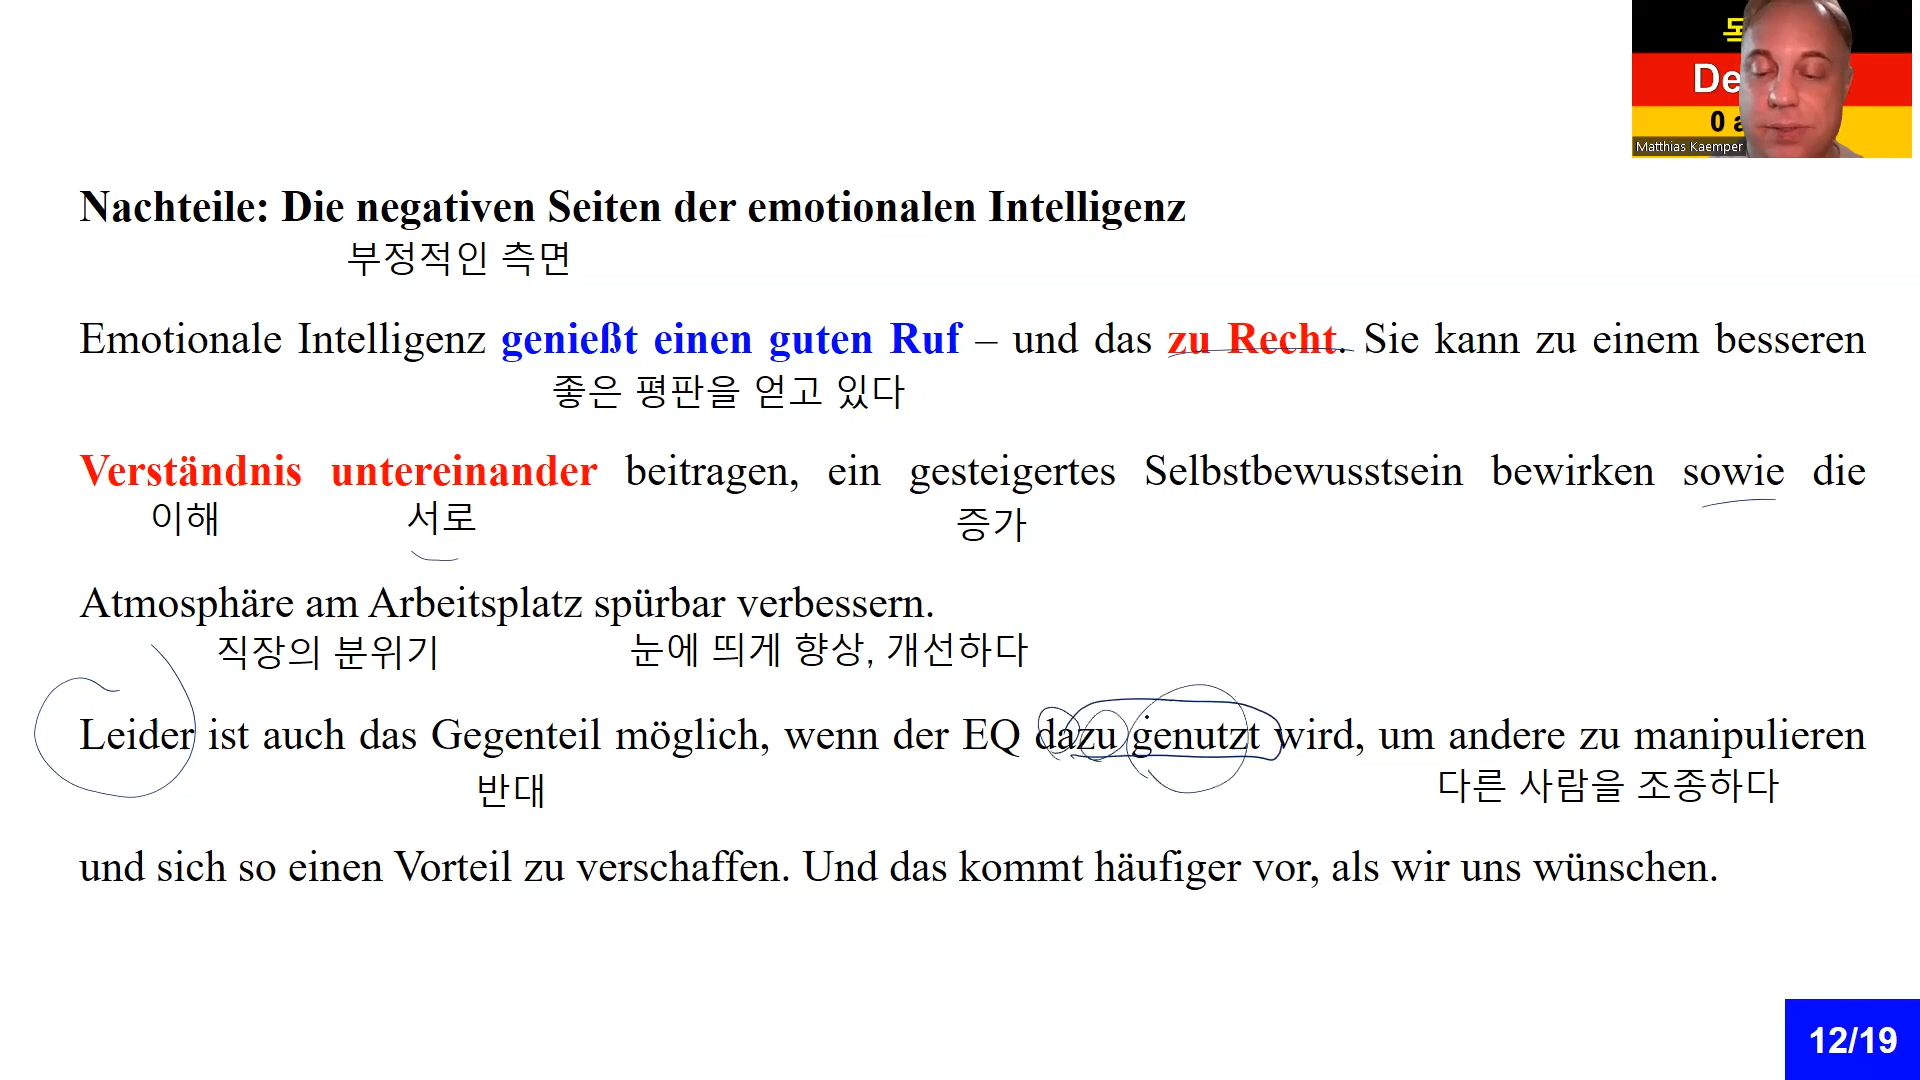 독
De
0 a
Matthias Kaemper
Nachteile: Die negativen Seiten der emotionalen Intelligenz
부정적인 측면
Emotionale Intelligenz genießt einen guten Ruf – und das zu Recht. Sie kann zu einem besseren
좋은 평판을 얻고 있다
Verständnis untereinander beitragen, ein gesteigertes Selbstbewusstsein bewirken sowie die
이해 서로 증가
Atmosphäre am Arbeitsplatz spürbar verbessern.
직장의 분위기 눈에 띄게 향상, 개선하다
Leider ist auch das Gegenteil möglich, wenn der EQ dazu genutzt wird, um andere zu manipulieren
반대 다른 사람을 조종하다
und sich so einen Vorteil zu verschaffen. Und das kommt häufiger vor, als wir uns wünschen.
12/19